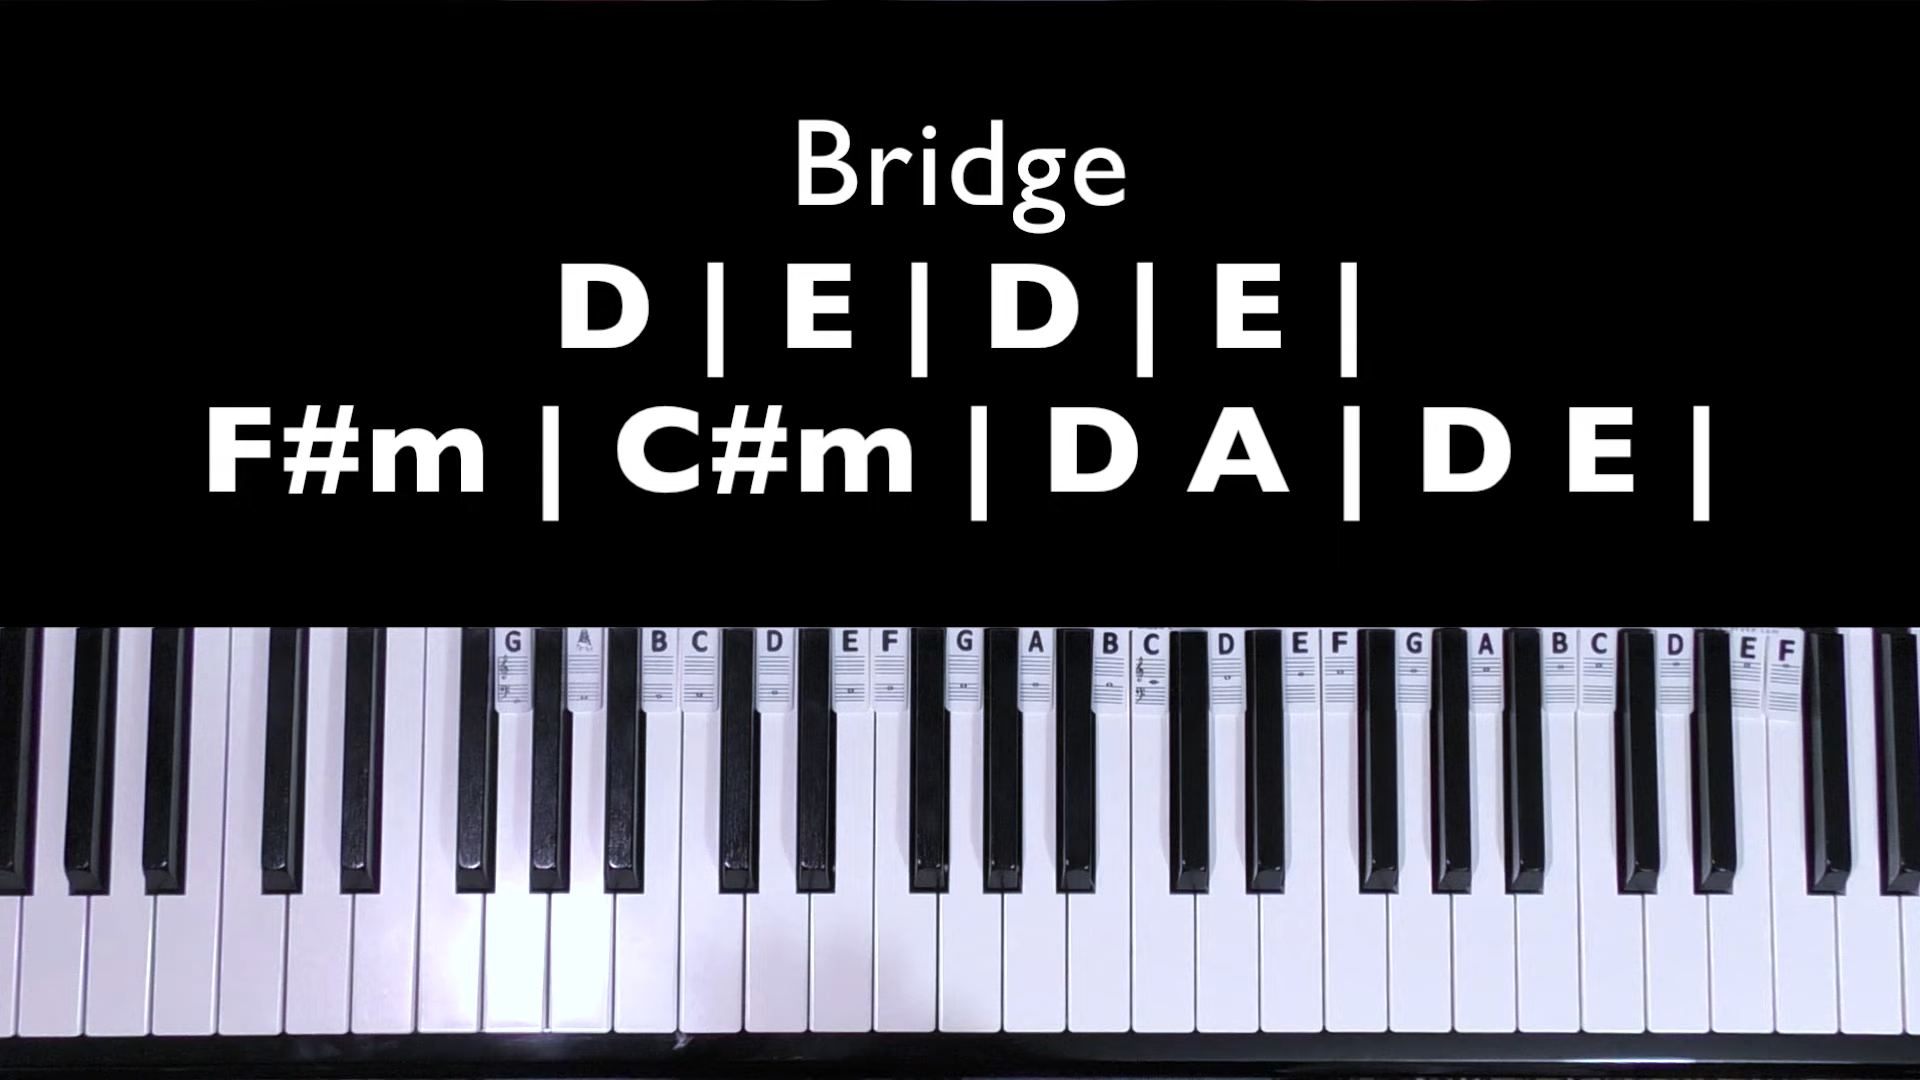 Bridge
D | E | D | E |
F#m | C#m | D A | D E |
G A B C D E F G A B C D E F G A B C D E F